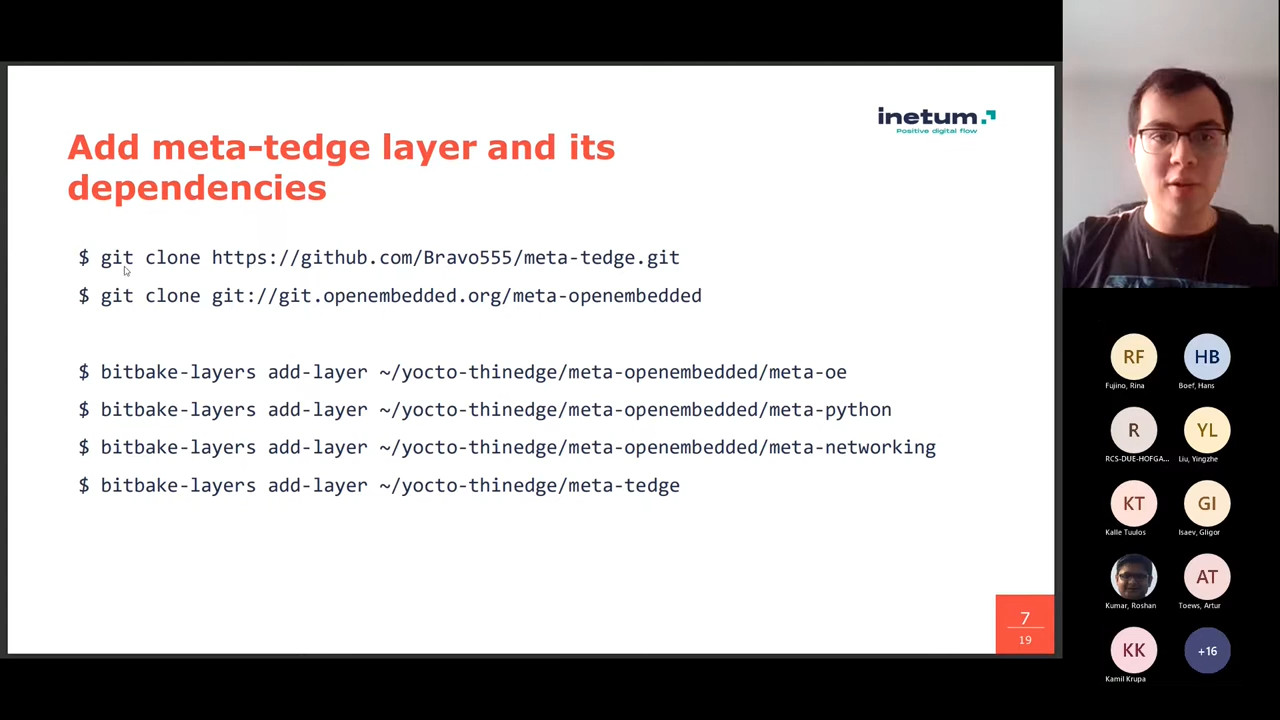 inetum
Positive digital flow
Add meta-tedge layer and its
dependencies
$ git clone https://github.com/Bravo555/meta-tedge.git
$ git clone git://git.openembedded.org/meta-openembedded
$ bitbake-layers add-layer ~/yocto-thinedge/meta-openembedded/meta-oe
$ bitbake-layers add-layer ~/yocto-thinedge/meta-openembedded/meta-python
$ bitbake-layers add-layer ~/yocto-thinedge/meta-openembedded/meta-networking
$ bitbake-layers add-layer ~/yocto-thinedge/meta-tedge
7
19
RF
Fujino, Rina
HB
Boef, Hans
R
RCS-DUE-HOFGA...
YL
Liu, Yingzhe
KT
Kalle Tuulos
GI
Isaev, Gligor
Kumar, Roshan
AT
Toews, Artur
KK
Kamil Krupa
+16